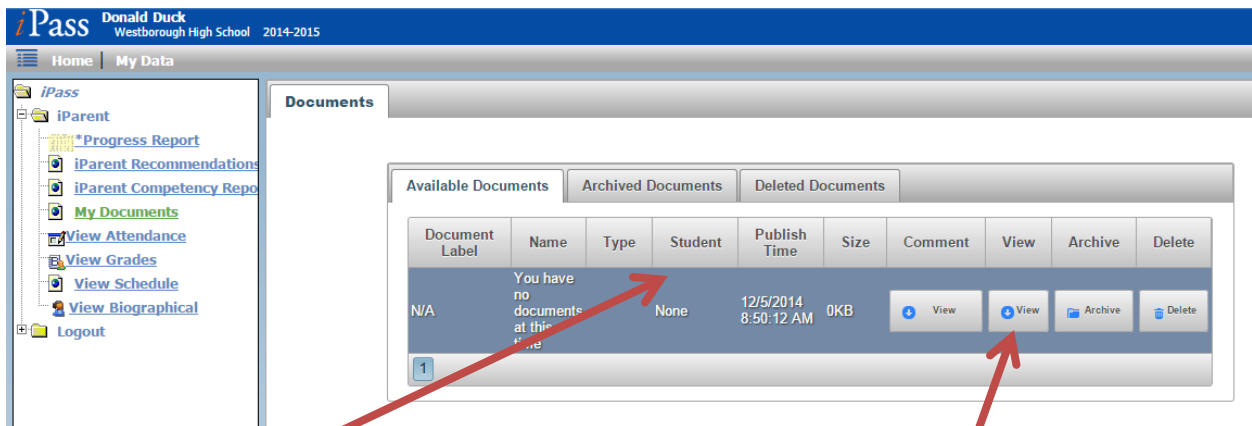 iPass Donald Duck
Westborough High School 2014-2015
Home | My Data
iPass
iParent
*Progress Report
iParent Recommendations
iParent Competency Repo
My Documents
View Attendance
View Grades
View Schedule
View Biographical
Logout
Documents
Available Documents Archived Documents Deleted Documents
Document Label Name Type Student Publish Time Size Comment View Archive Delete
N/A You have no documents at this time None 12/5/2014 8:50:12 AM 0KB View View Archive Delete
1